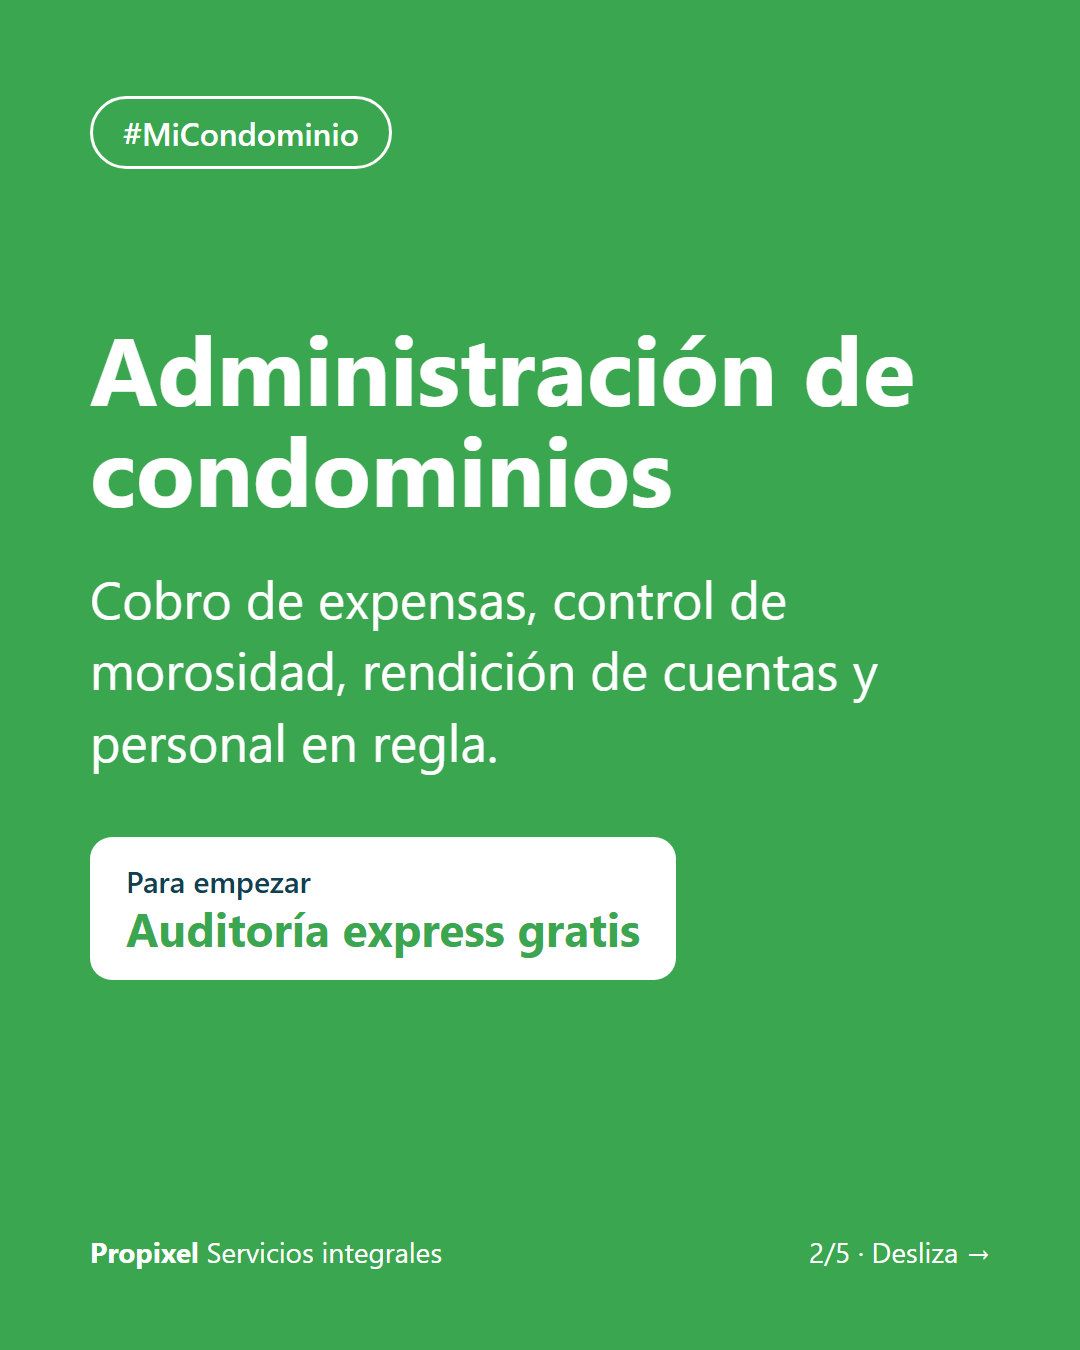 #MiCondominio
Administración de
condominios
Cobro de expensas, control de
morosidad, rendición de cuentas y
personal en regla.
Para empezar
Auditoría express gratis
Propixel Servicios integrales
2/5 · Desliza →